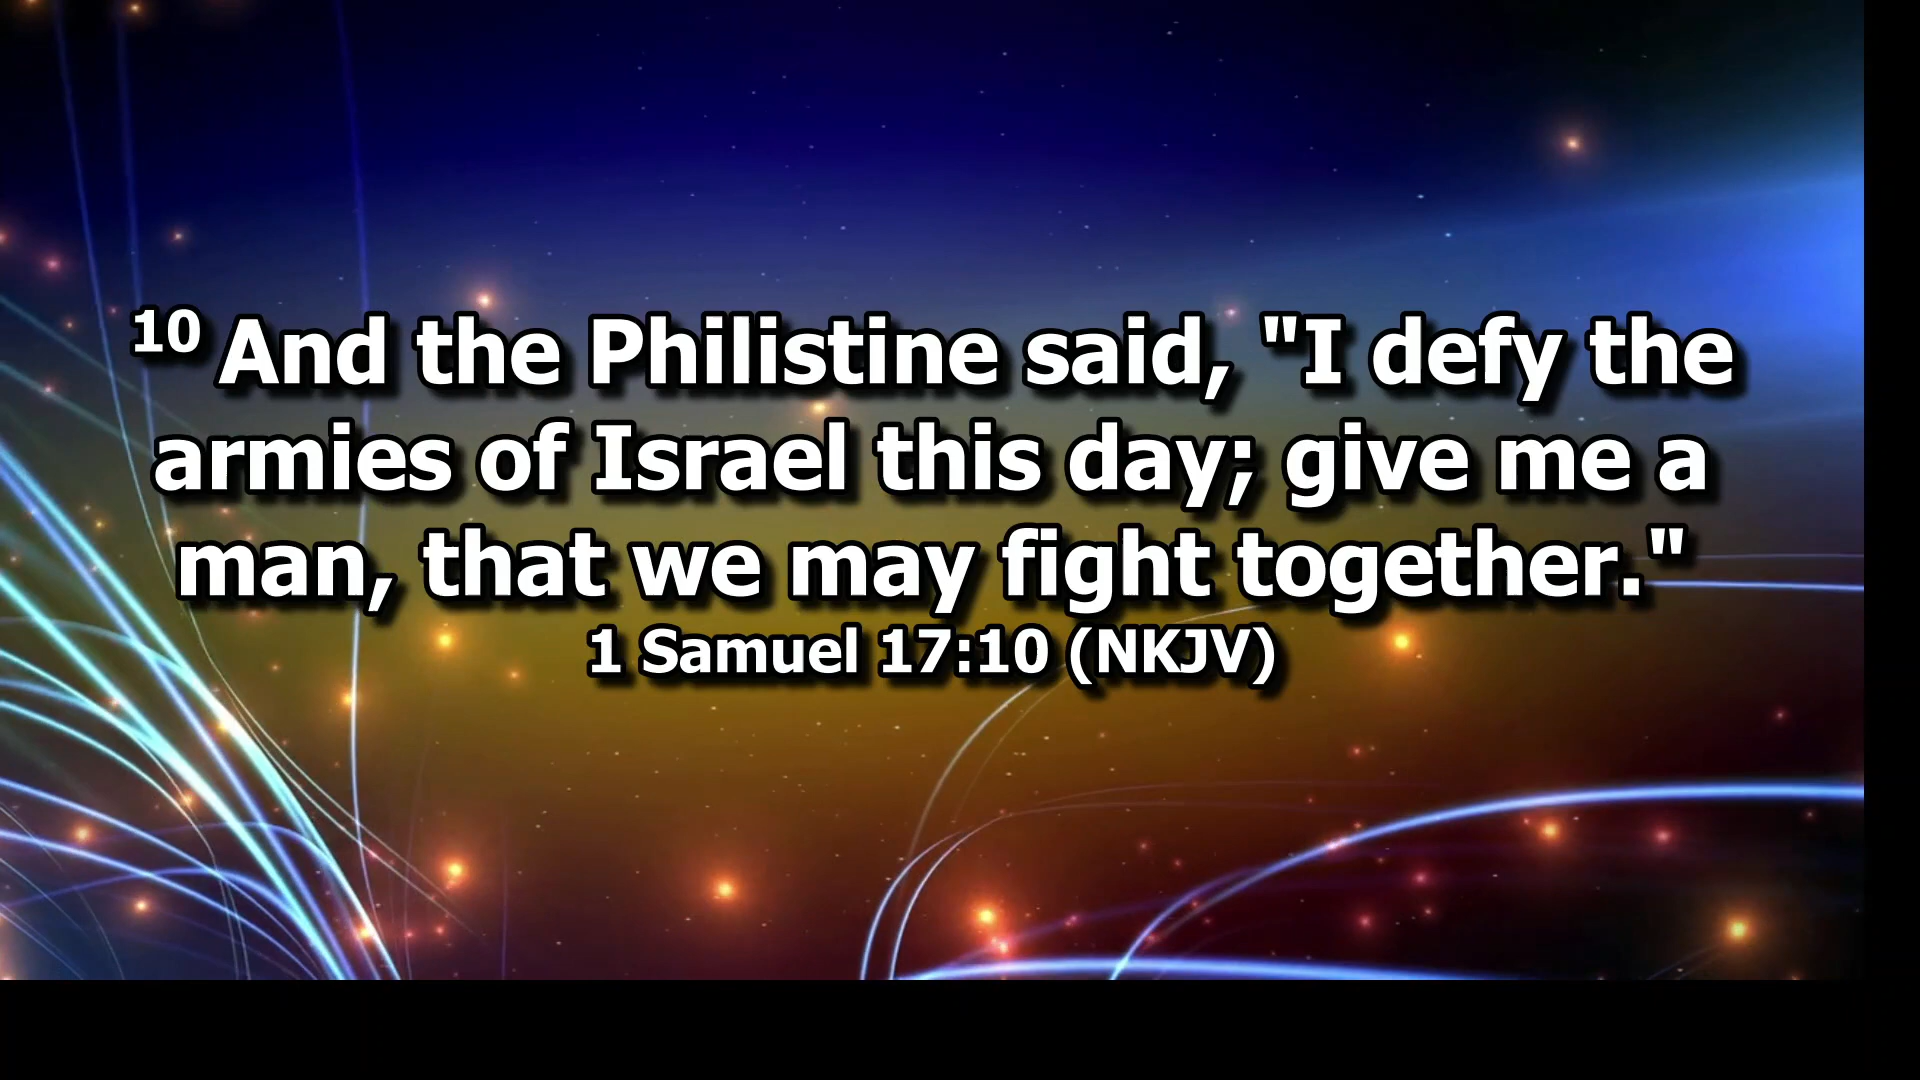 10 And the Philistine said, "I defy the
armies of Israel this day; give me a
man, that we may fight together."
1 Samuel 17:10 (NKJV)